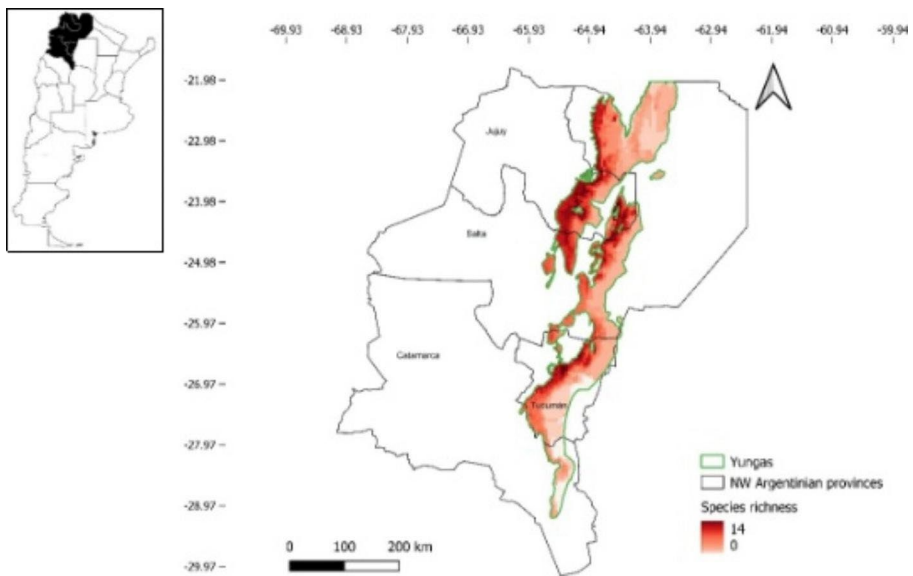 -69.93 -68.93 -67.93 -66.93 -65.93 -64.94 -63.94 -62.94 -61.94 -60.94 -59.94
-21.98
-22.98
-23.98
-24.98
-25.97
-26.97
-27.97
-28.97
-29.97
Jujuy
Salta
Catamarca
Tucumán
Yungas
NW Argentinian provinces
Species richness
14
0
0 100 200 km